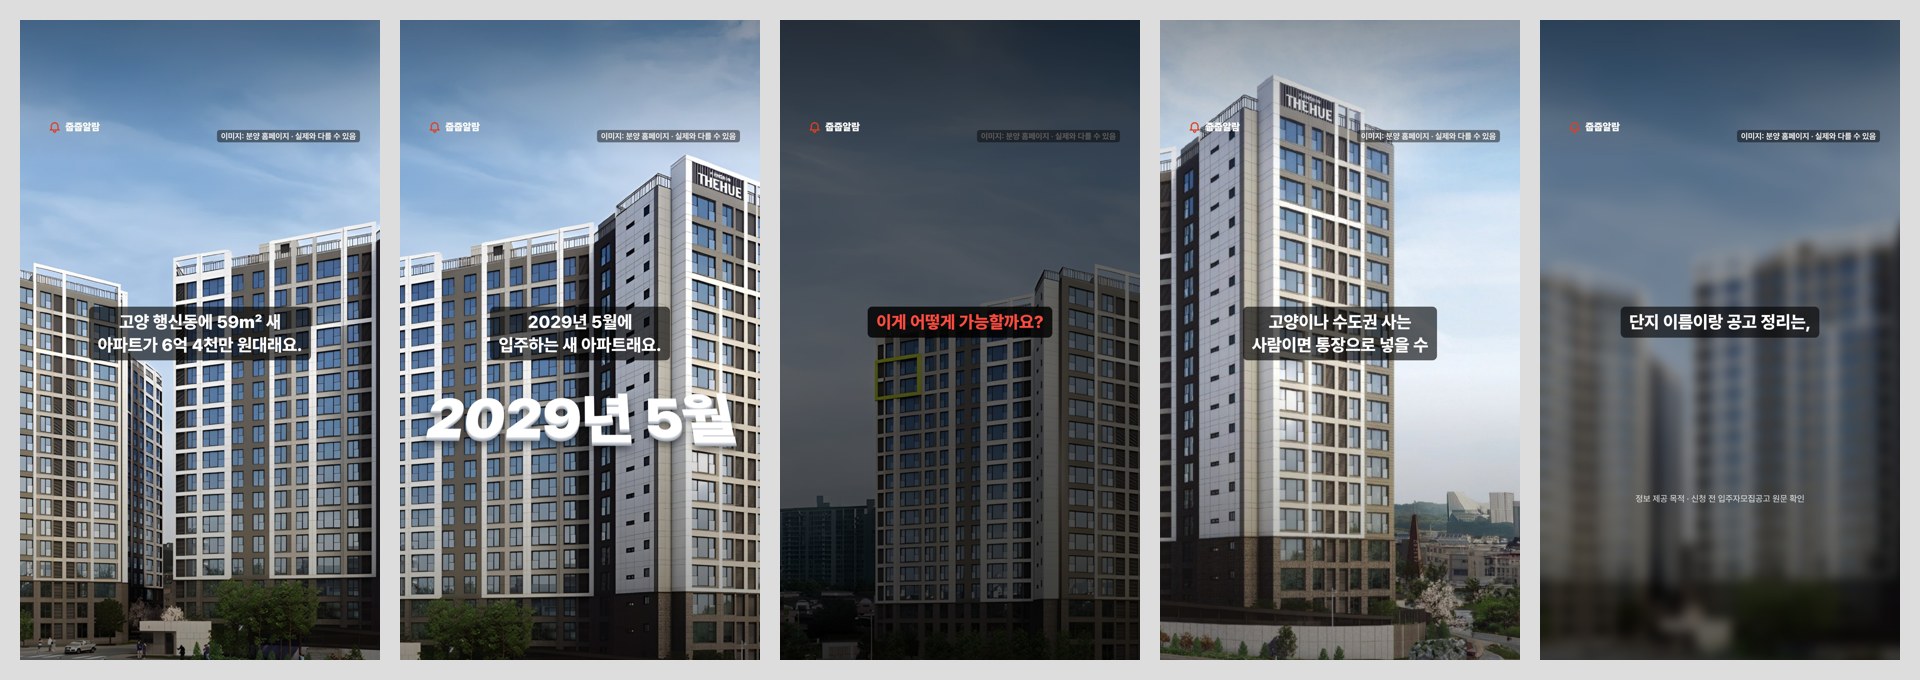 줍줍알람
이미지: 분양 홈페이지 · 실제와 다를 수 있음
고양 행신동에 59m² 새
아파트가 6억 4천만 원대래요.
줍줍알람
이미지: 분양 홈페이지 · 실제와 다를 수 있음
THEHUE
2029년 5월에
입주하는 새 아파트래요.
2029년 5월
줍줍알람
이미지: 분양 홈페이지 · 실제와 다를 수 있음
이게 어떻게 가능할까요?
THEHUE
줍줍알람
이미지: 분양 홈페이지 · 실제와 다를 수 있음
고양이나 수도권 사는
사람이면 통장으로 넣을 수
줍줍알람
이미지: 분양 홈페이지 · 실제와 다를 수 있음
단지 이름이랑 공고 정리는,
정보 제공 목적 · 신청 전 입주자모집공고 원문 확인